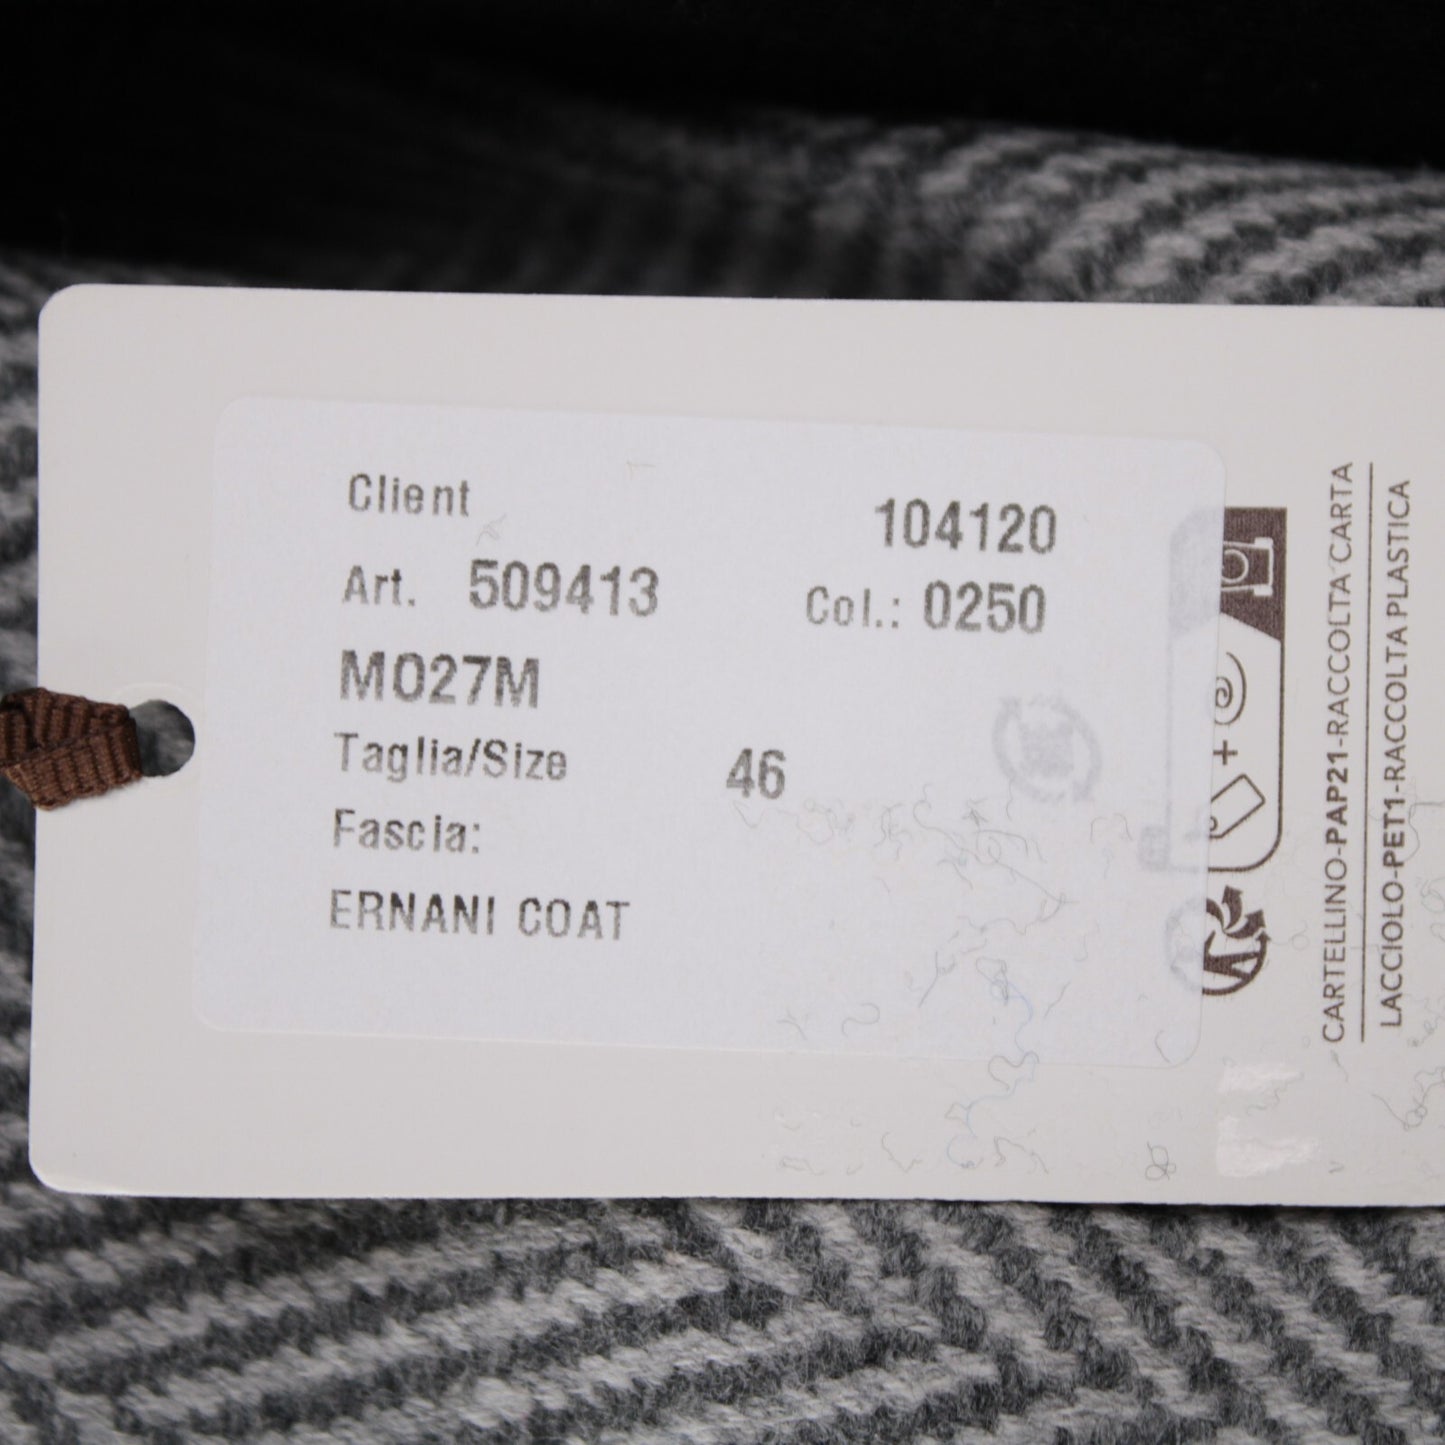 Client 104120
Art. 509413 Col.: 0250
M027M
Taglia/Size 46
Fascia:
ERNANI COAT
CARTELLINO-PAP21-RACCOLTA CARTA
LACCIOLO-PET1-RACCOLTA PLASTICA